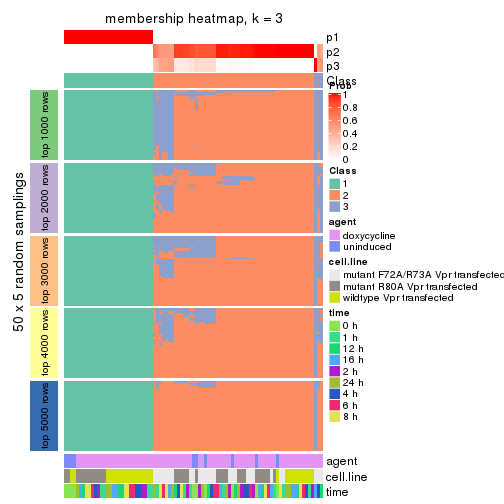 membership heatmap, k = 3
p1
p2
p3
Class
Prob
1
0.8
0.6
0.4
0.2
0
Class
1
2
3
agent
doxycycline
uninduced
cell.line
mutant F72A/R73A Vpr transfected
mutant R80A Vpr transfected
wildtype Vpr transfected
time
0 h
1 h
12 h
16 h
2 h
24 h
4 h
6 h
8 h
50 x 5 random samplings
top 1000 rows
top 2000 rows
top 3000 rows
top 4000 rows
top 5000 rows
agent
cell.line
time